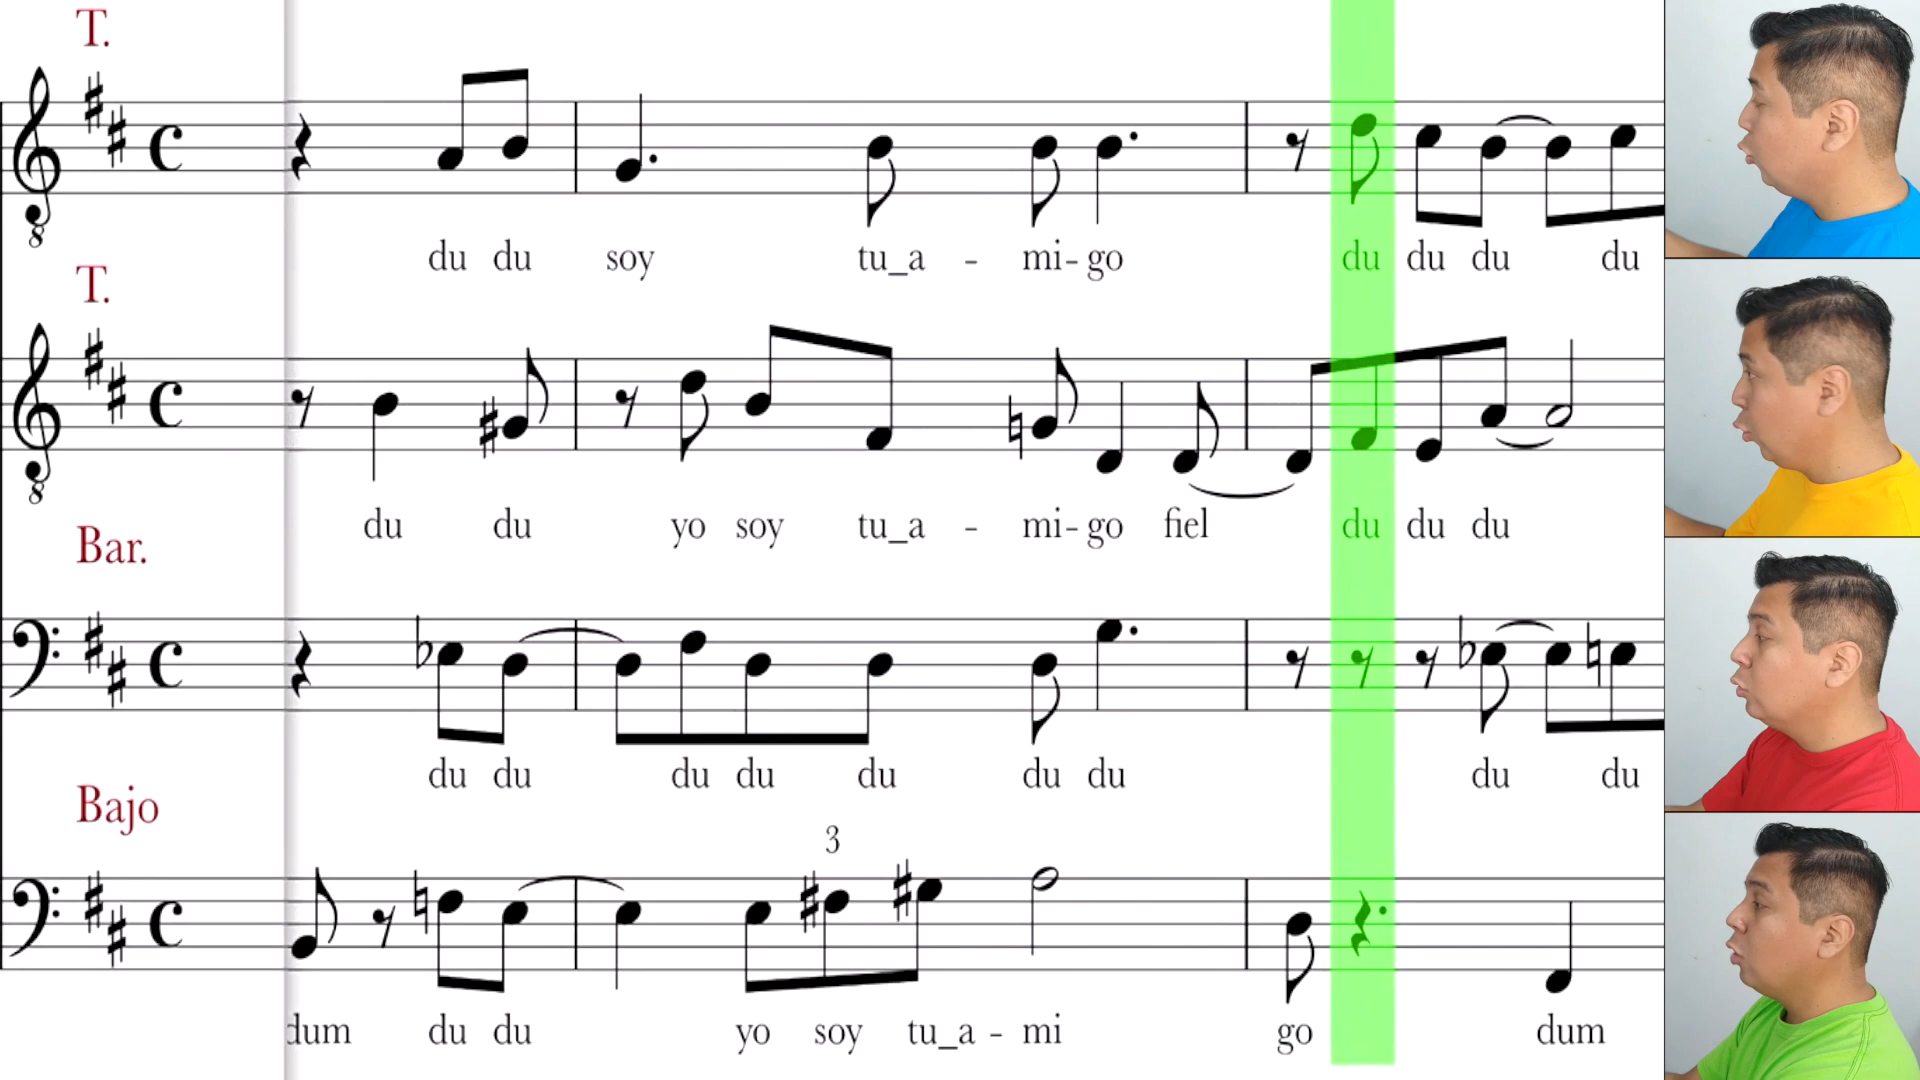 T.
8
du du soy tu_a - mi-go du du du du
T.
8
du du yo soy tu_a - mi-go fiel du du du
Bar.
du du du du du du du du du
Bajo
3
dum du du yo soy tu_a - mi go dum